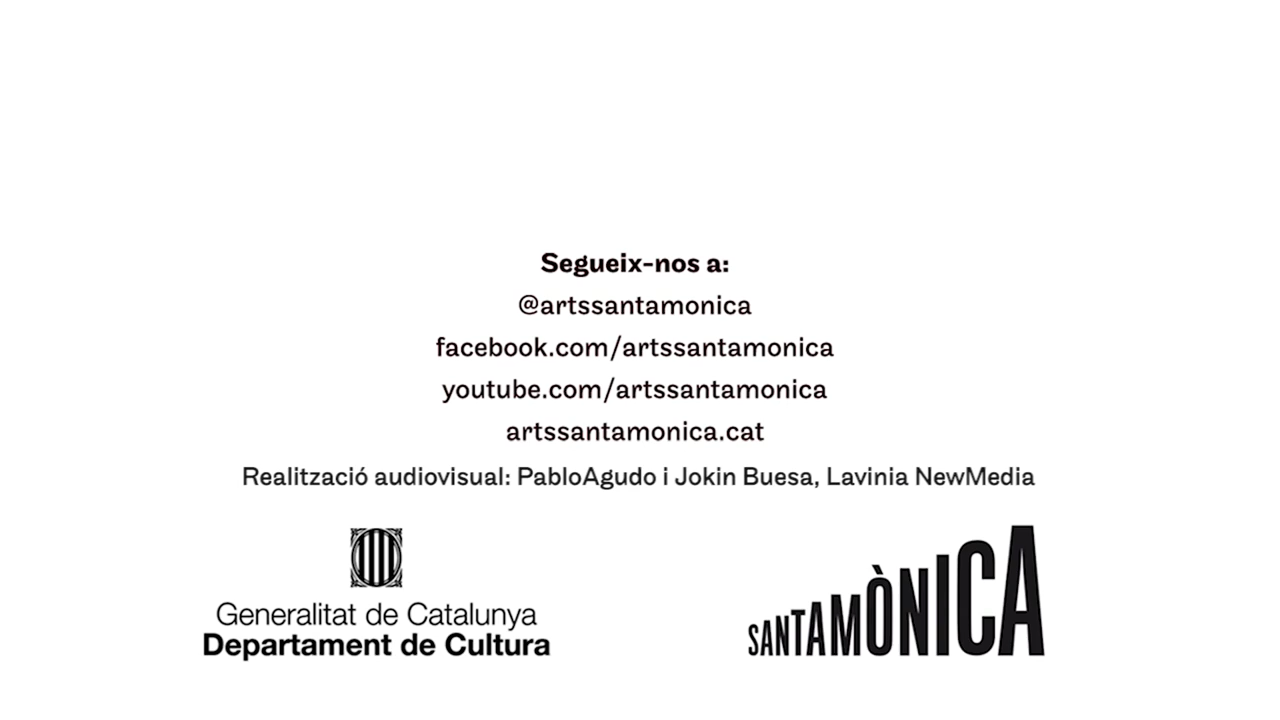 Segueix-nos a:
@artssantamonica
facebook.com/artssantamonica
youtube.com/artssantamonica
artssantamonica.cat
Realització audiovisual: PabloAgudo i Jokin Buesa, Lavinia NewMedia
Generalitat de Catalunya
Departament de Cultura
SANTAMÒNICA